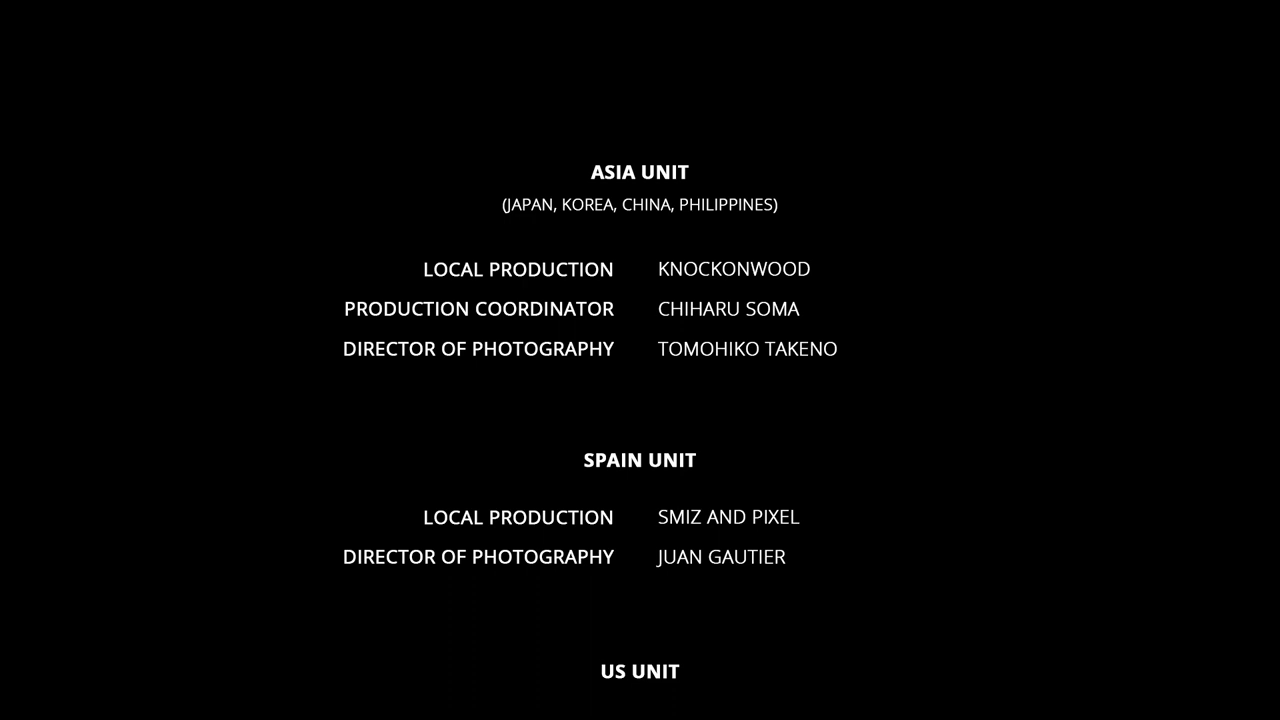 ASIA UNIT
(JAPAN, KOREA, CHINA, PHILIPPINES)
LOCAL PRODUCTION KNOCKONWOOD
PRODUCTION COORDINATOR CHIHARU SOMA
DIRECTOR OF PHOTOGRAPHY TOMOHIKO TAKENO
SPAIN UNIT
LOCAL PRODUCTION SMIZ AND PIXEL
DIRECTOR OF PHOTOGRAPHY JUAN GAUTIER
US UNIT